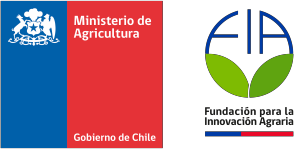 Ministerio de
Agricultura
Gobierno de Chile
FIA
Fundación para la
Innovación Agraria